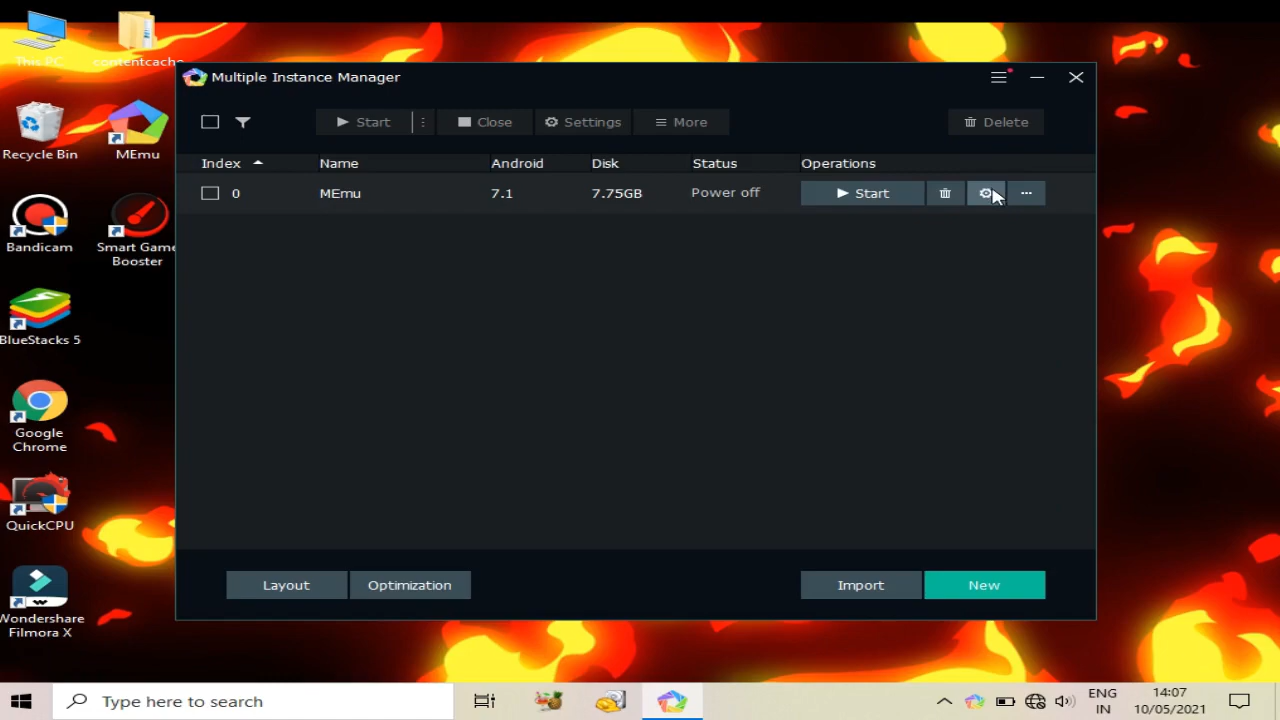 This PC
contentcache
Multiple Instance Manager
Start
Close
Settings
More
Delete
Index
Name
Android
Disk
Status
Operations
0
MEmu
7.1
7.75GB
Power off
Start
Recycle Bin
MEmu
Bandicam
Smart Game
Booster
BlueStacks 5
Google
Chrome
QuickCPU
Wondershare
Filmora X
Layout
Optimization
Import
New
Type here to search
ENG
IN
14:07
10/05/2021